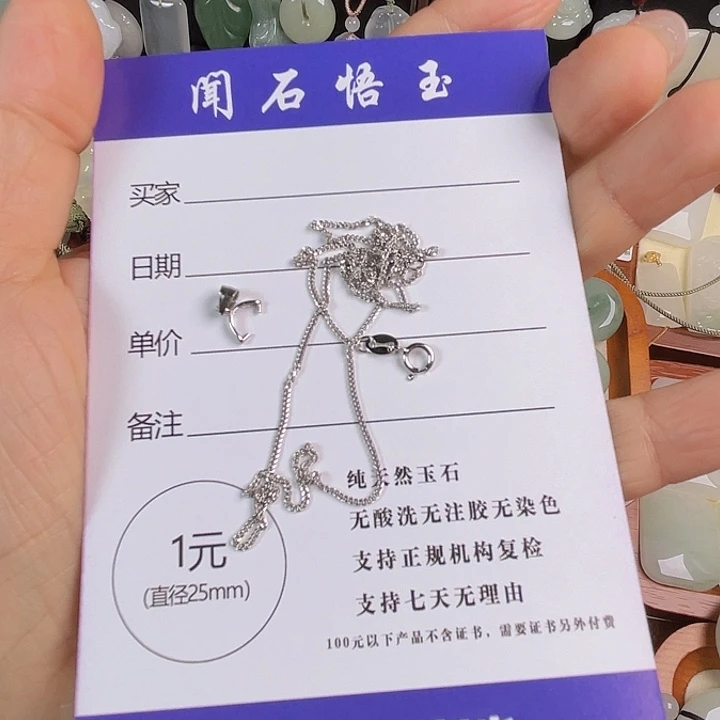 闻石悟玉
买家
日期
单价
备注
1元
(直径25mm)
纯天然玉石
无酸洗无注胶无染色
支持正规机构复检
支持七天无理由
100元以下产品不含证书，需要证书另外付费